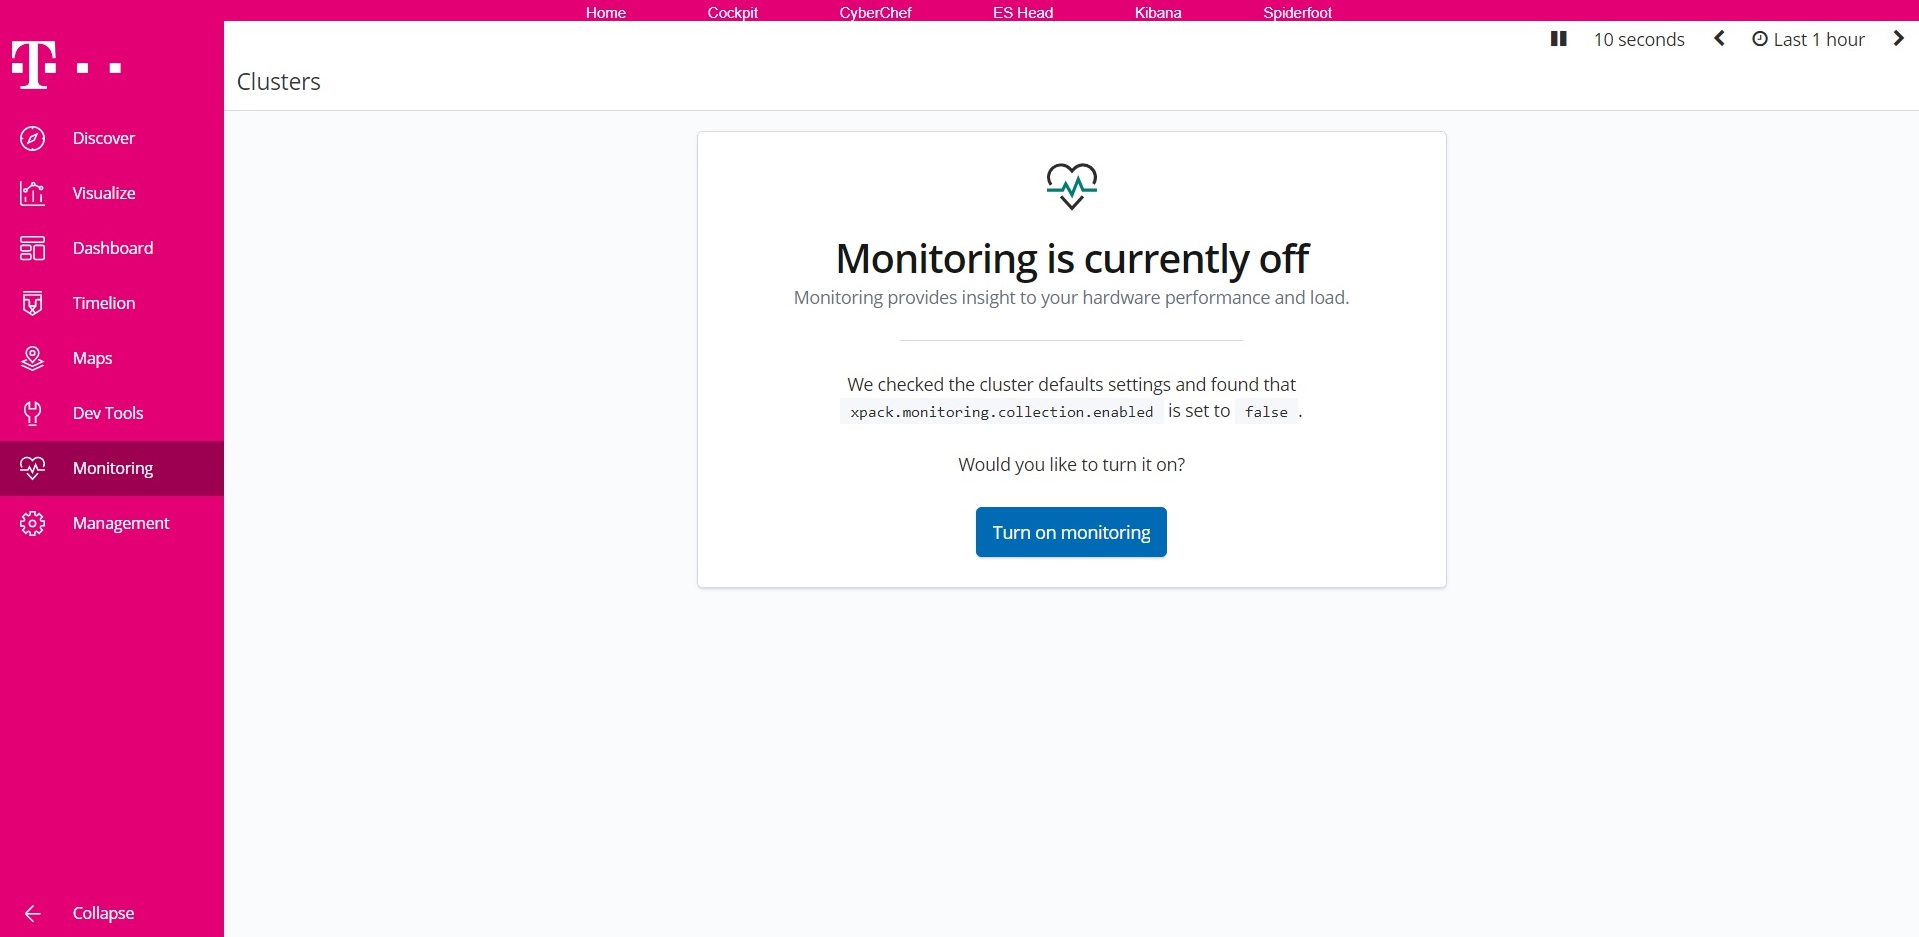 Home Cockpit CyberChef ES Head Kibana Spiderfoot
10 seconds Last 1 hour
Clusters
Discover
Visualize
Dashboard
Timelion
Maps
Dev Tools
Monitoring
Management
Collapse
Monitoring is currently off
Monitoring provides insight to your hardware performance and load.
We checked the cluster defaults settings and found that
xpack.monitoring.collection.enabled is set to false .
Would you like to turn it on?
Turn on monitoring